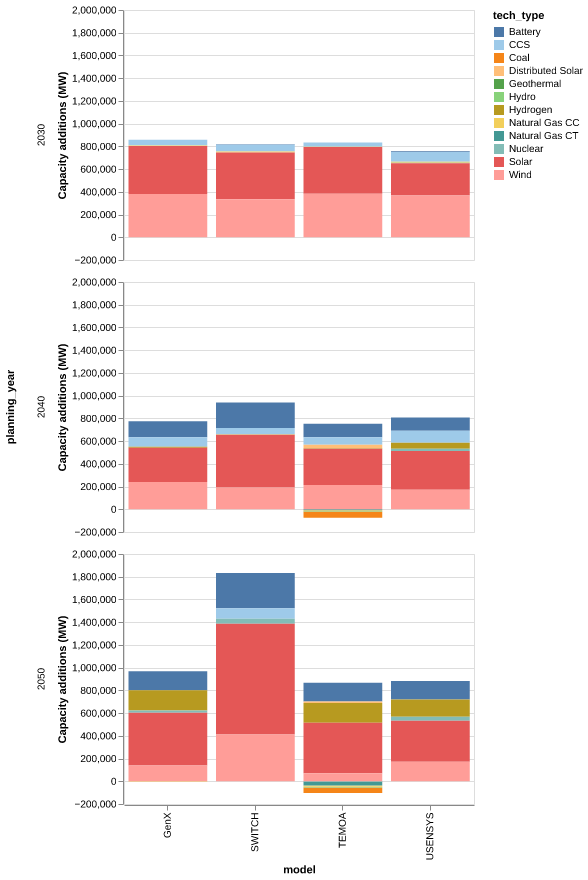 planning_year
2030
Capacity additions (MW)
2,000,000
1,800,000
1,600,000
1,400,000
1,200,000
1,000,000
800,000
600,000
400,000
200,000
0
−200,000
2040
Capacity additions (MW)
2,000,000
1,800,000
1,600,000
1,400,000
1,200,000
1,000,000
800,000
600,000
400,000
200,000
0
−200,000
2050
Capacity additions (MW)
2,000,000
1,800,000
1,600,000
1,400,000
1,200,000
1,000,000
800,000
600,000
400,000
200,000
0
−200,000
GenX
SWITCH
TEMOA
USENSYS
model
tech_type
Battery
CCS
Coal
Distributed Solar
Geothermal
Hydro
Hydrogen
Natural Gas CC
Natural Gas CT
Nuclear
Solar
Wind